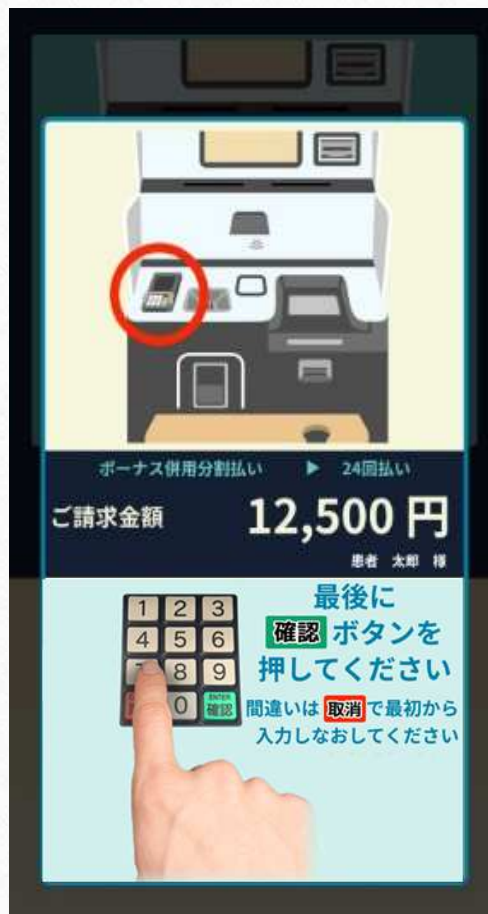 ボーナス併用分割払い ▶ 24回払い
ご請求金額 12,500 円
患者 太郎 様
1 2 3
4 5 6
7 8 9
0 ENTER 確認
最後に
確認 ボタンを
押してください
間違いは 取消 で最初から
入力しなおしてください